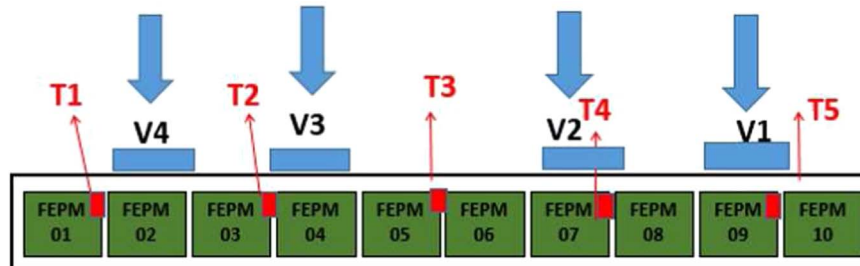 T1 T2 T3 T4 T5
V4 V3 V2 V1
FEPM FEPM FEPM FEPM FEPM FEPM FEPM FEPM FEPM FEPM
01 02 03 04 05 06 07 08 09 10